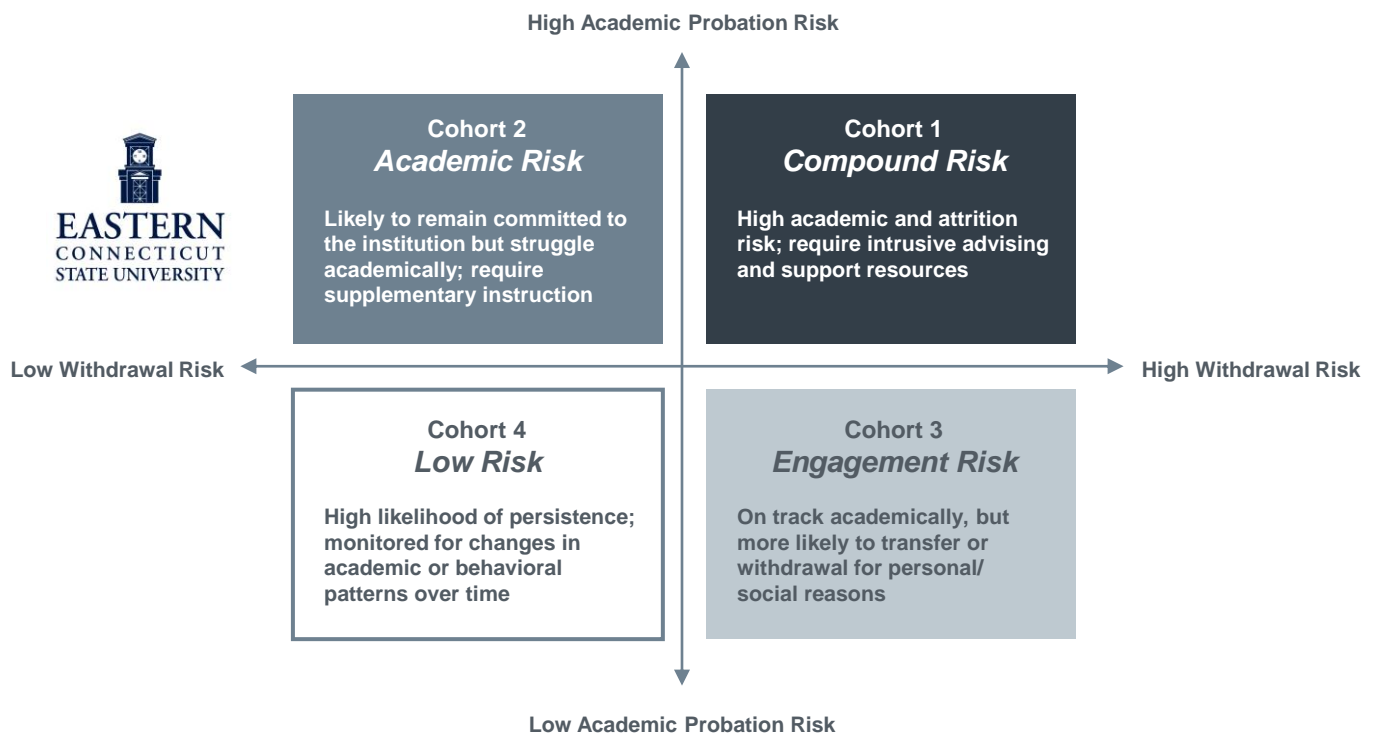 High Academic Probation Risk
EASTERN
CONNECTICUT
STATE UNIVERSITY
Cohort 2
Academic Risk
Likely to remain committed to
the institution but struggle
academically; require
supplementary instruction
Cohort 1
Compound Risk
High academic and attrition
risk; require intrusive advising
and support resources
Low Withdrawal Risk
High Withdrawal Risk
Cohort 4
Low Risk
High likelihood of persistence;
monitored for changes in
academic or behavioral
patterns over time
Cohort 3
Engagement Risk
On track academically, but
more likely to transfer or
withdrawal for personal/
social reasons
Low Academic Probation Risk